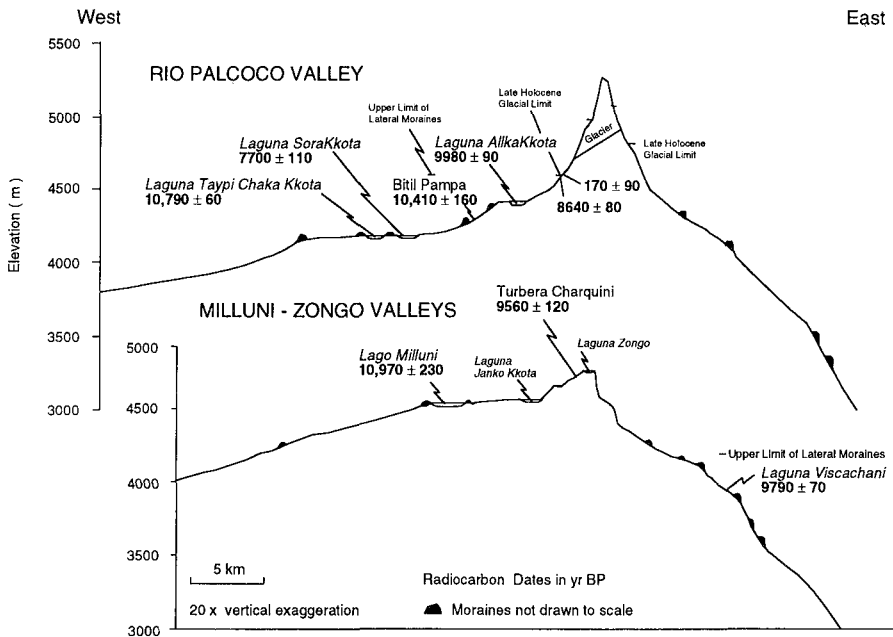 West
East
5500
5000
4500
4000
3500
3000
Elevation ( m )
RIO PALCOCO VALLEY
Laguna SoraKkota
7700 ± 110
Laguna Taypi Chaka Kkota
10,790 ± 60
Upper Limit of
Lateral Moraines
Bitil Pampa
10,410 ± 160
Laguna AllkaKkota
9980 ± 90
Late Holocene
Glacial Limit
Glacier
Late Holocene
Glacial Limit
170 ± 90
8640 ± 80
MILLUNI - ZONGO VALLEYS
5000
4500
4000
3500
3000
Lago Milluni
10,970 ± 230
Laguna
Janko Kkota
Turbera Charquini
9560 ± 120
Laguna Zongo
Upper Limit of Lateral Moraines
Laguna Viscachani
9790 ± 70
5 km
20 x vertical exaggeration
Radiocarbon Dates in yr BP
Moraines not drawn to scale